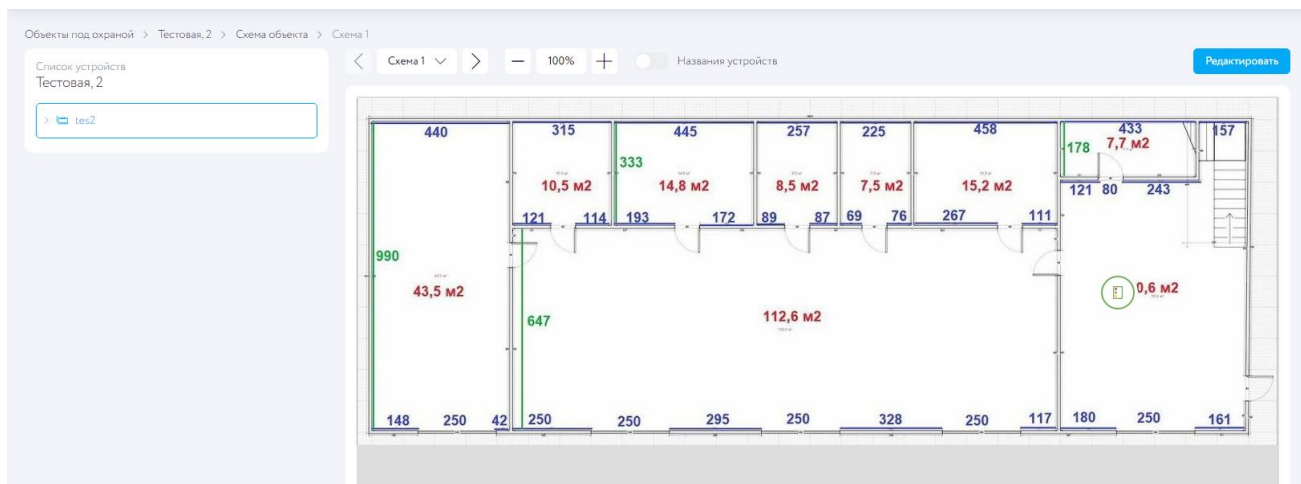 Объекты под охраной > Тестовая, 2 > Схема объекта > Схема 1
Список устройств
Тестовая, 2
> tes2
< Схема 1 > — 100% + Названия устройств
Редактировать
440 315 445 257 225 458 433 157
333 178 7,7 м2
10,5 м2 14,8 м2 8,5 м2 7,5 м2 15,2 м2
121 80 243
121 114 193 172 89 87 69 76 267 111
990
43,5 м2
0,6 м2
647
112,6 м2
148 250 42 250 250 295 250 328 250 117 180 250 161